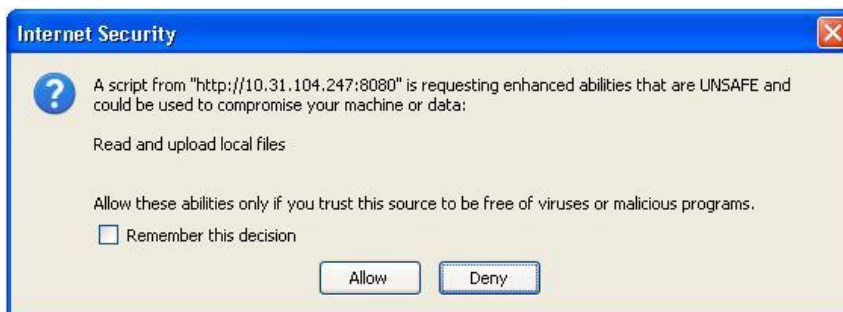 Internet Security
A script from "http://10.31.104.247:8080" is requesting enhanced abilities that are UNSAFE and
could be used to compromise your machine or data:
Read and upload local files
Allow these abilities only if you trust this source to be free of viruses or malicious programs.
Remember this decision
Allow Deny